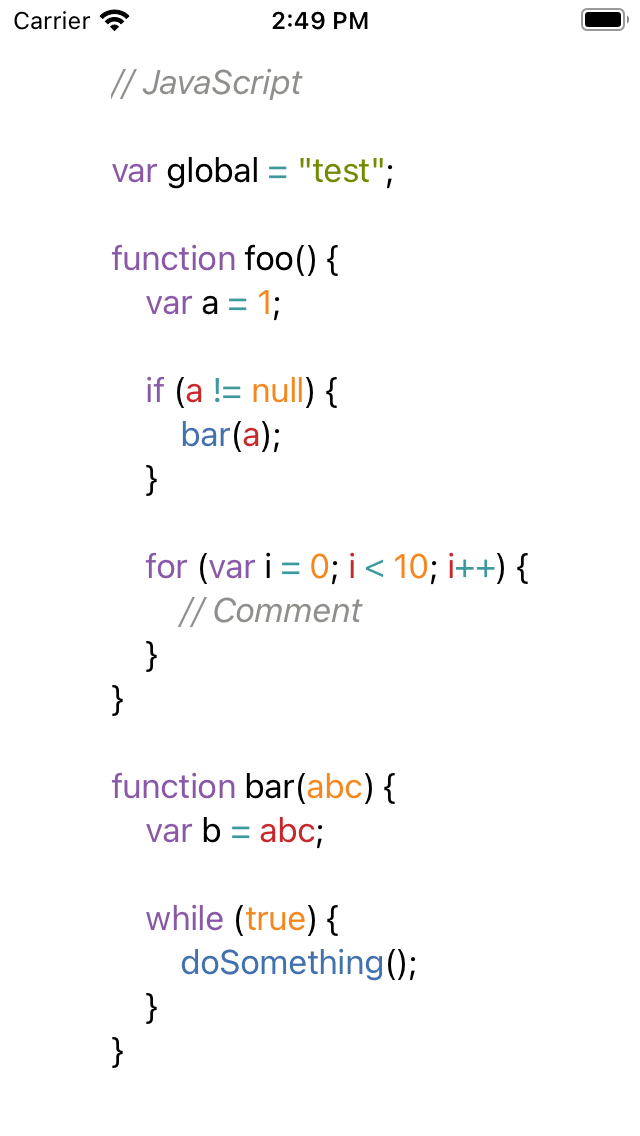 Carrier 2:49 PM
// JavaScript
var global = "test";
function foo() {
var a = 1;
if (a != null) {
bar(a);
}
for (var i = 0; i < 10; i++) {
// Comment
}
}
function bar(abc) {
var b = abc;
while (true) {
doSomething();
}
}